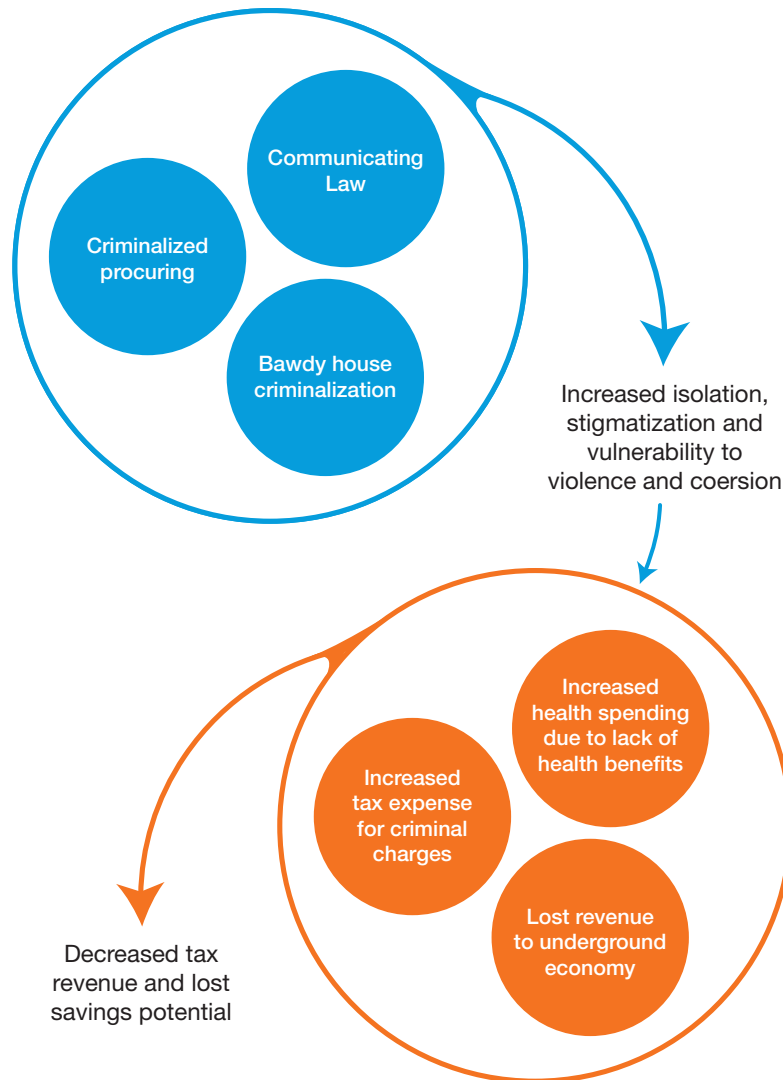 Communicating
Law
Criminalized
procuring
Bawdy house
criminalization
Increased isolation,
stigmatization and
vulnerability to
violence and coersion
Increased
health spending
due to lack of
health benefits
Increased
tax expense
for criminal
charges
Lost revenue
to underground
economy
Decreased tax
revenue and lost
savings potential